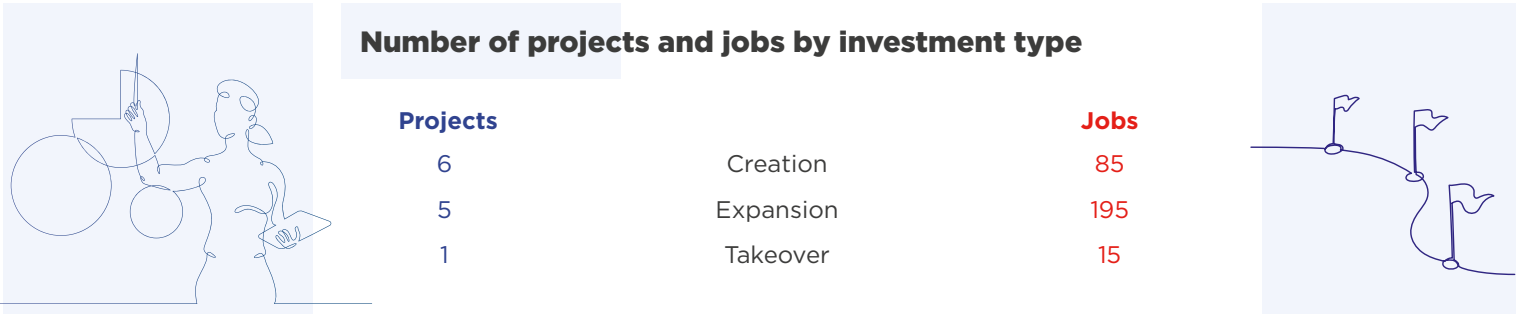 Number of projects and jobs by investment type
Projects Jobs
6 Creation 85
5 Expansion 195
1 Takeover 15